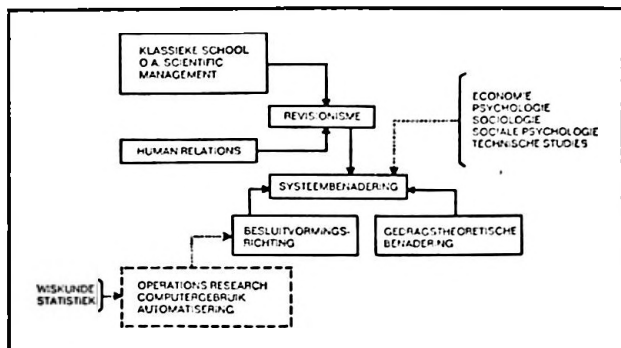 KLASSIEKE SCHOOL
O.A. SCIENTIFIC
MANAGEMENT
REVISIONISME
HUMAN RELATIONS
ECONOMIE
PSYCHOLOGIE
SOCIOLOGIE
SOCIALE PSYCHOLOGIE
TECHNISCHE STUDIES
SYSTEEMBENADERING
BESLUITVORMINGS-
RICHTING
GEDRAGSTHEORETISCHE
BENADERING
WISKUNDE
STATISTIEK
OPERATIONS RESEARCH
COMPUTERGEBRUIK
AUTOMATISERING